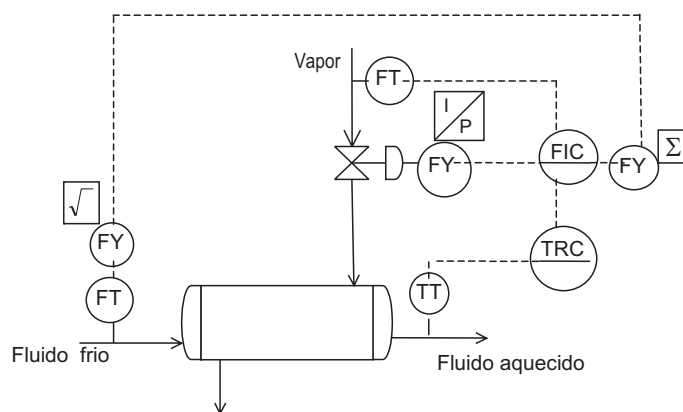 Vapor
FT
I
P
FIC
FY
FY
Σ
√
FY
TRC
FT
TT
Fluido frio
Fluido aquecido